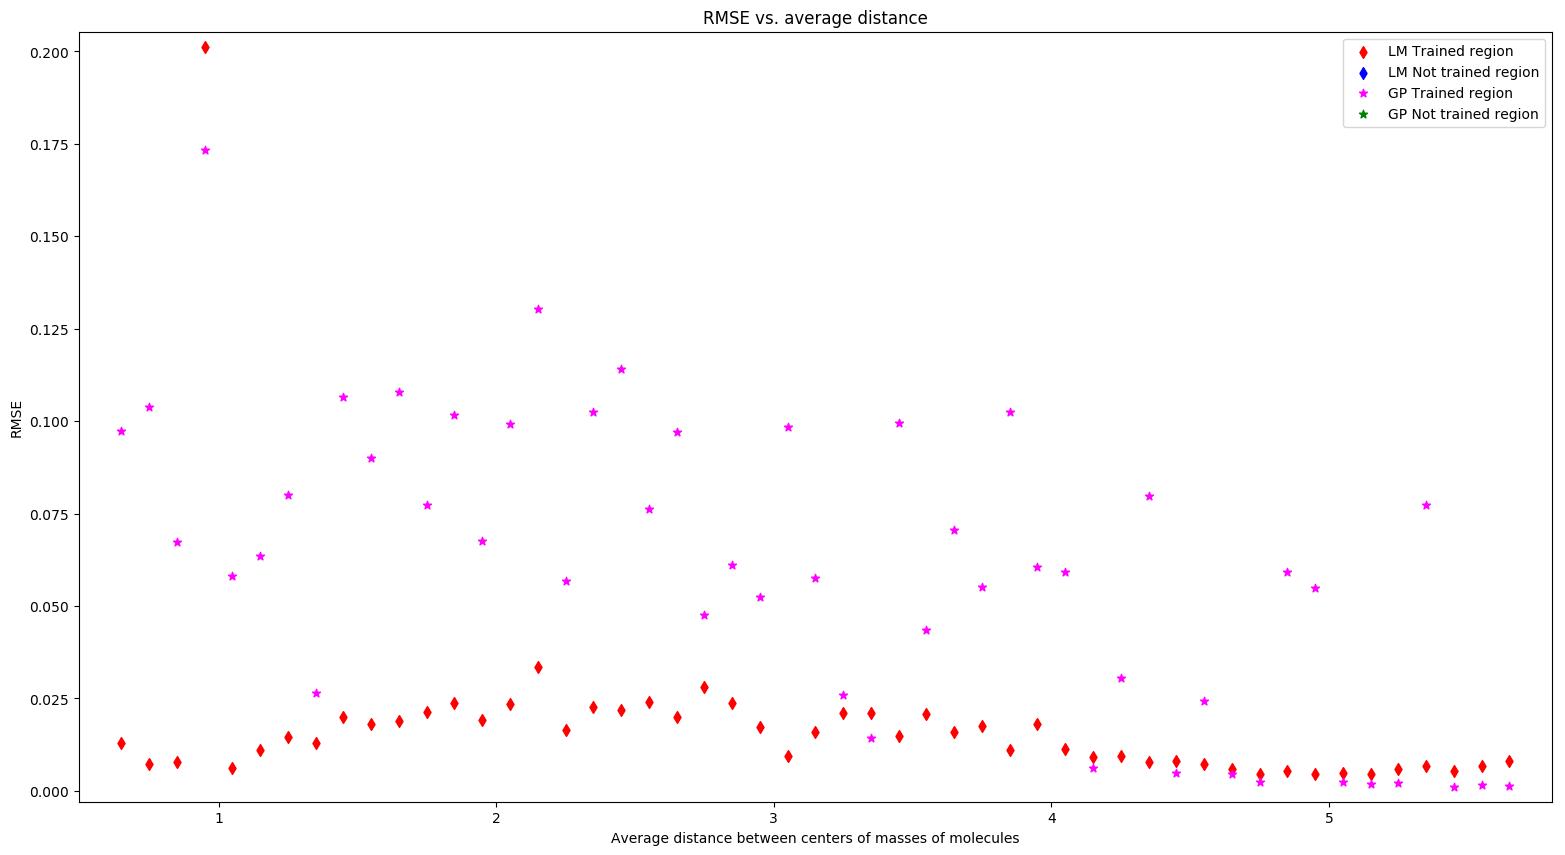 RMSE vs. average distance
LM Trained region
LM Not trained region
GP Trained region
GP Not trained region
0.200
0.175
0.150
0.125
0.100
0.075
0.050
0.025
0.000
RMSE
1 2 3 4 5
Average distance between centers of masses of molecules